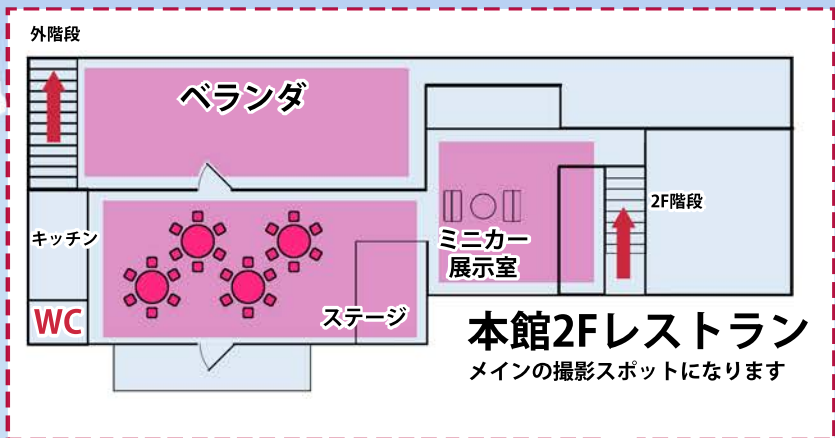 外階段
ベランダ
2F階段
キッチン
ミニカー
展示室
WC
ステージ
本館2Fレストラン
メインの撮影スポットになります